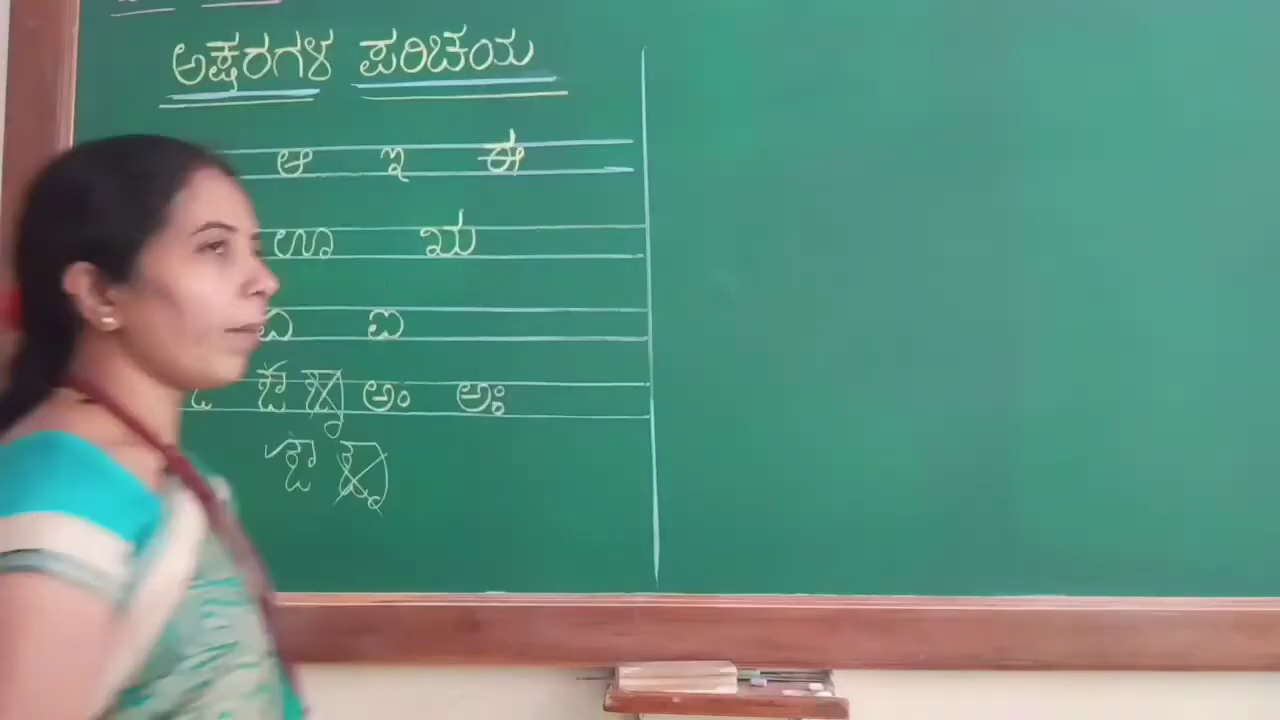 ಅಕ್ಷರಗಳ ಪರಿಚಯ
ಆ ಇ ಈ
ಊ ಋ
ಏ ಐ
ಔ ಅಂ ಅಃ
ಔ